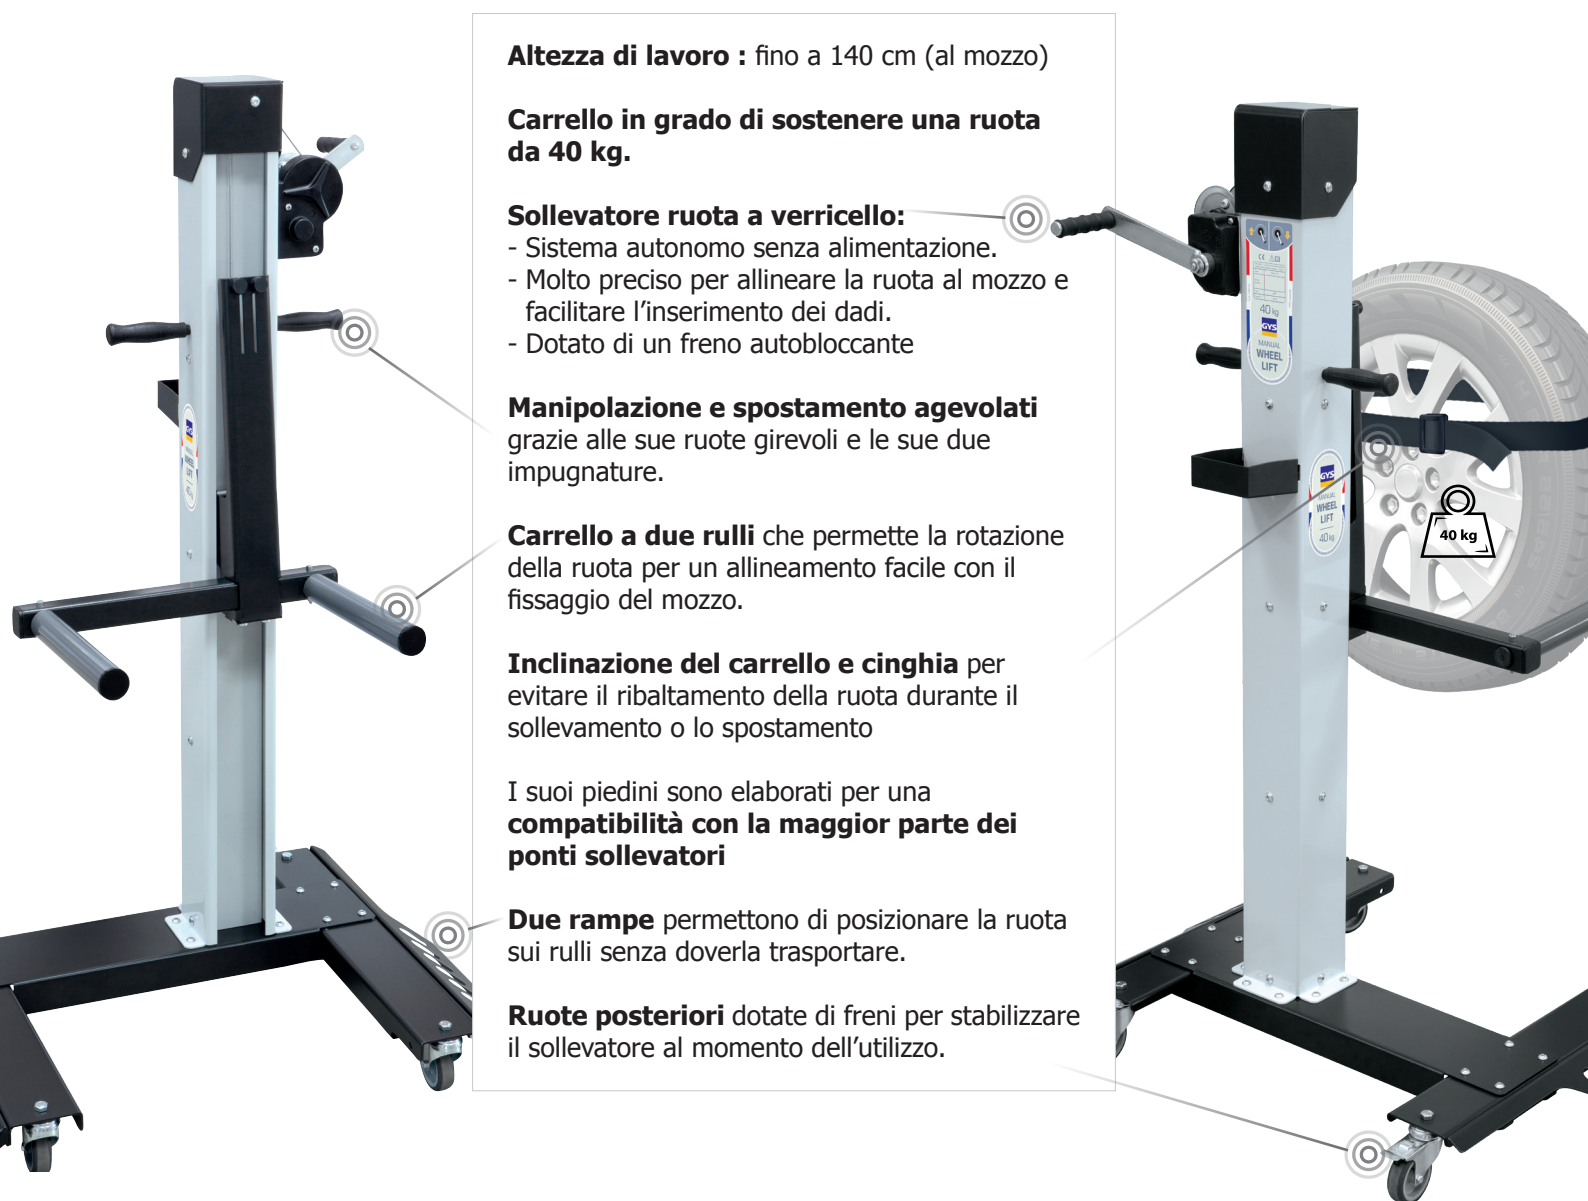 Altezza di lavoro : fino a 140 cm (al mozzo)
Carrello in grado di sostenere una ruota
da 40 kg.
Sollevatore ruota a verricello:
- Sistema autonomo senza alimentazione.
- Molto preciso per allineare la ruota al mozzo e
facilitare l’inserimento dei dadi.
- Dotato di un freno autobloccante
Manipolazione e spostamento agevolati
grazie alle sue ruote girevoli e le sue due
impugnature.
Carrello a due rulli che permette la rotazione
della ruota per un allineamento facile con il
fissaggio del mozzo.
Inclinazione del carrello e cinghia per
evitare il ribaltamento della ruota durante il
sollevamento o lo spostamento
I suoi piedini sono elaborati per una
compatibilità con la maggior parte dei
ponti sollevatori
Due rampe permettono di posizionare la ruota
sui rulli senza doverla trasportare.
Ruote posteriori dotate di freni per stabilizzare
il sollevatore al momento dell’utilizzo.
GYS
MANUAL
WHEEL
LIFT
40 kg
CE
40 kg
GYS
MANUAL
WHEEL
LIFT
GYS
MANUAL
WHEEL
LIFT
40 kg
40 kg